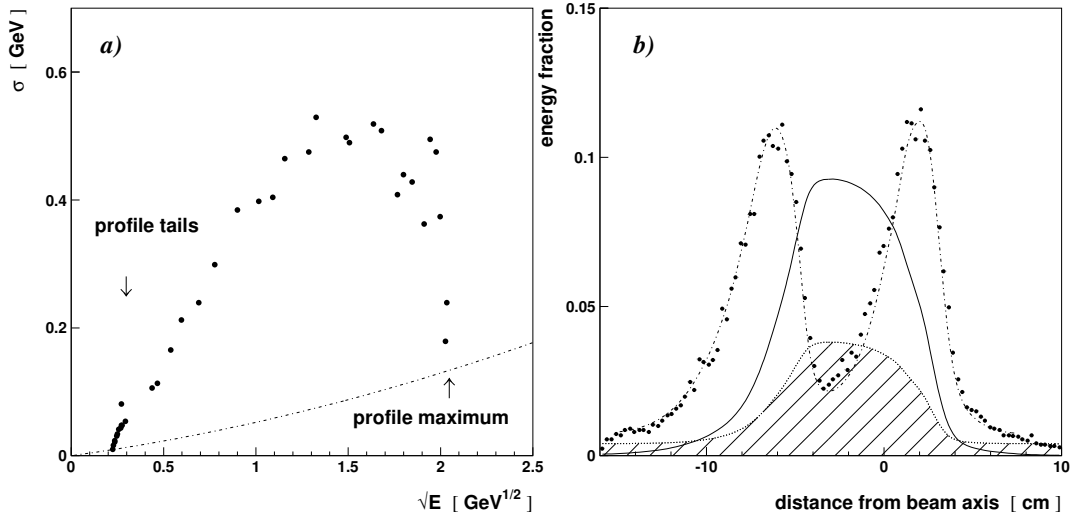 a)
σ [ GeV ]
0.6
0.4
0.2
0
profile tails
profile maximum
0 0.5 1 1.5 2 2.5
√E [ GeV1/2 ]
b)
energy fraction
0.15
0.1
0.05
0
-10 0 10
distance from beam axis [ cm ]